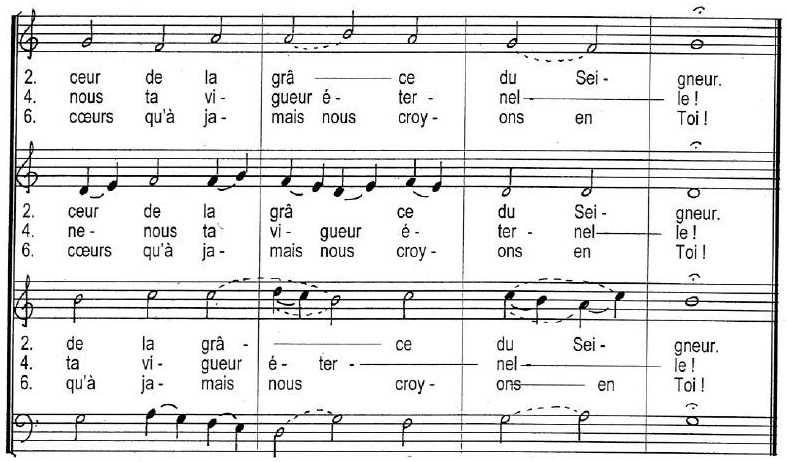 2. ceur de la grâ ce du Sei - gneur.
4. nous ta vi - gueur é - ter - nel le !
6. cœurs qu'à ja - mais nous croy - ons en Toi !
2. ceur de la grâ ce du Sei - gneur.
4. ne - nous ta vi - gueur é - ter - nel le !
6. cœurs qu'à ja - mais nous croy - ons en Toi !
2. de la grâ - ce du Sei - gneur.
4. ta vi - gueur é - ter - nel le !
6. qu'à ja - mais nous croy - ons en Toi !